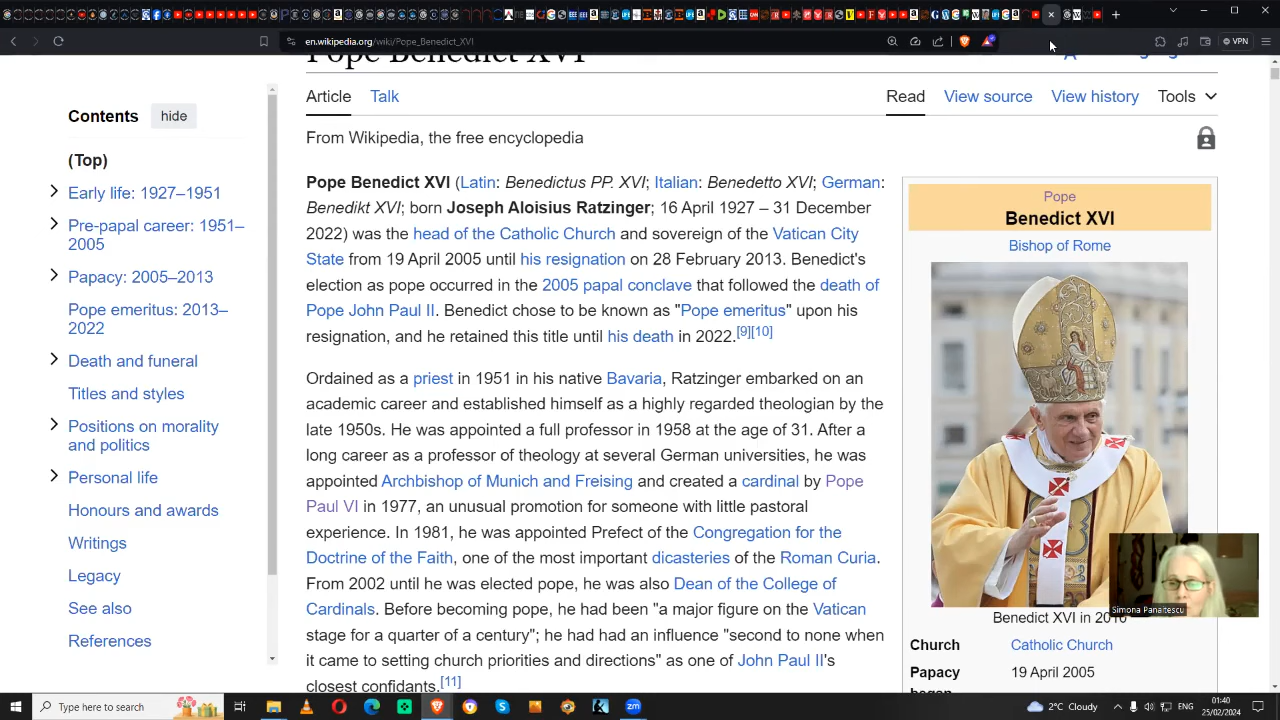 en.wikipedia.org/wiki/Pope_Benedict_XVI
VPN
Pope Benedict XVI
Contents
hide
(Top)
Early life: 1927–1951
Pre-papal career: 1951–
2005
Papacy: 2005–2013
Pope emeritus: 2013–
2022
Death and funeral
Titles and styles
Positions on morality
and politics
Personal life
Honours and awards
Writings
Legacy
See also
References
Article Talk Read View source View history Tools
From Wikipedia, the free encyclopedia
Pope Benedict XVI (Latin: Benedictus PP. XVI; Italian: Benedetto XVI; German:
Benedikt XVI; born Joseph Aloisius Ratzinger; 16 April 1927 – 31 December
2022) was the head of the Catholic Church and sovereign of the Vatican City
State from 19 April 2005 until his resignation on 28 February 2013. Benedict's
election as pope occurred in the 2005 papal conclave that followed the death of
Pope John Paul II. Benedict chose to be known as "Pope emeritus" upon his
resignation, and he retained this title until his death in 2022.[9][10]
Ordained as a priest in 1951 in his native Bavaria, Ratzinger embarked on an
academic career and established himself as a highly regarded theologian by the
late 1950s. He was appointed a full professor in 1958 at the age of 31. After a
long career as a professor of theology at several German universities, he was
appointed Archbishop of Munich and Freising and created a cardinal by Pope
Paul VI in 1977, an unusual promotion for someone with little pastoral
experience. In 1981, he was appointed Prefect of the Congregation for the
Doctrine of the Faith, one of the most important dicasteries of the Roman Curia.
From 2002 until he was elected pope, he was also Dean of the College of
Cardinals. Before becoming pope, he had been "a major figure on the Vatican
stage for a quarter of a century"; he had had an influence "second to none when
it came to setting church priorities and directions" as one of John Paul II's
closest confidants.[11]
Pope
Benedict XVI
Bishop of Rome
Simona Panaitescu
Benedict XVI in 2010
Church Catholic Church
Papacy 19 April 2005
began
Type here to search
2°C Cloudy
ENG
01:40
25/02/2024